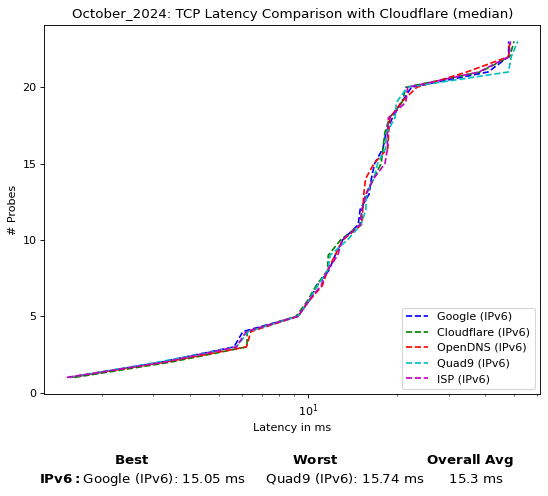 October_2024: TCP Latency Comparison with Cloudflare (median)
# Probes
20
15
10
5
0
Google (IPv6)
Cloudflare (IPv6)
OpenDNS (IPv6)
Quad9 (IPv6)
ISP (IPv6)
10¹
Latency in ms
Best Worst Overall Avg
IPv6: Google (IPv6): 15.05 ms Quad9 (IPv6): 15.74 ms 15.3 ms